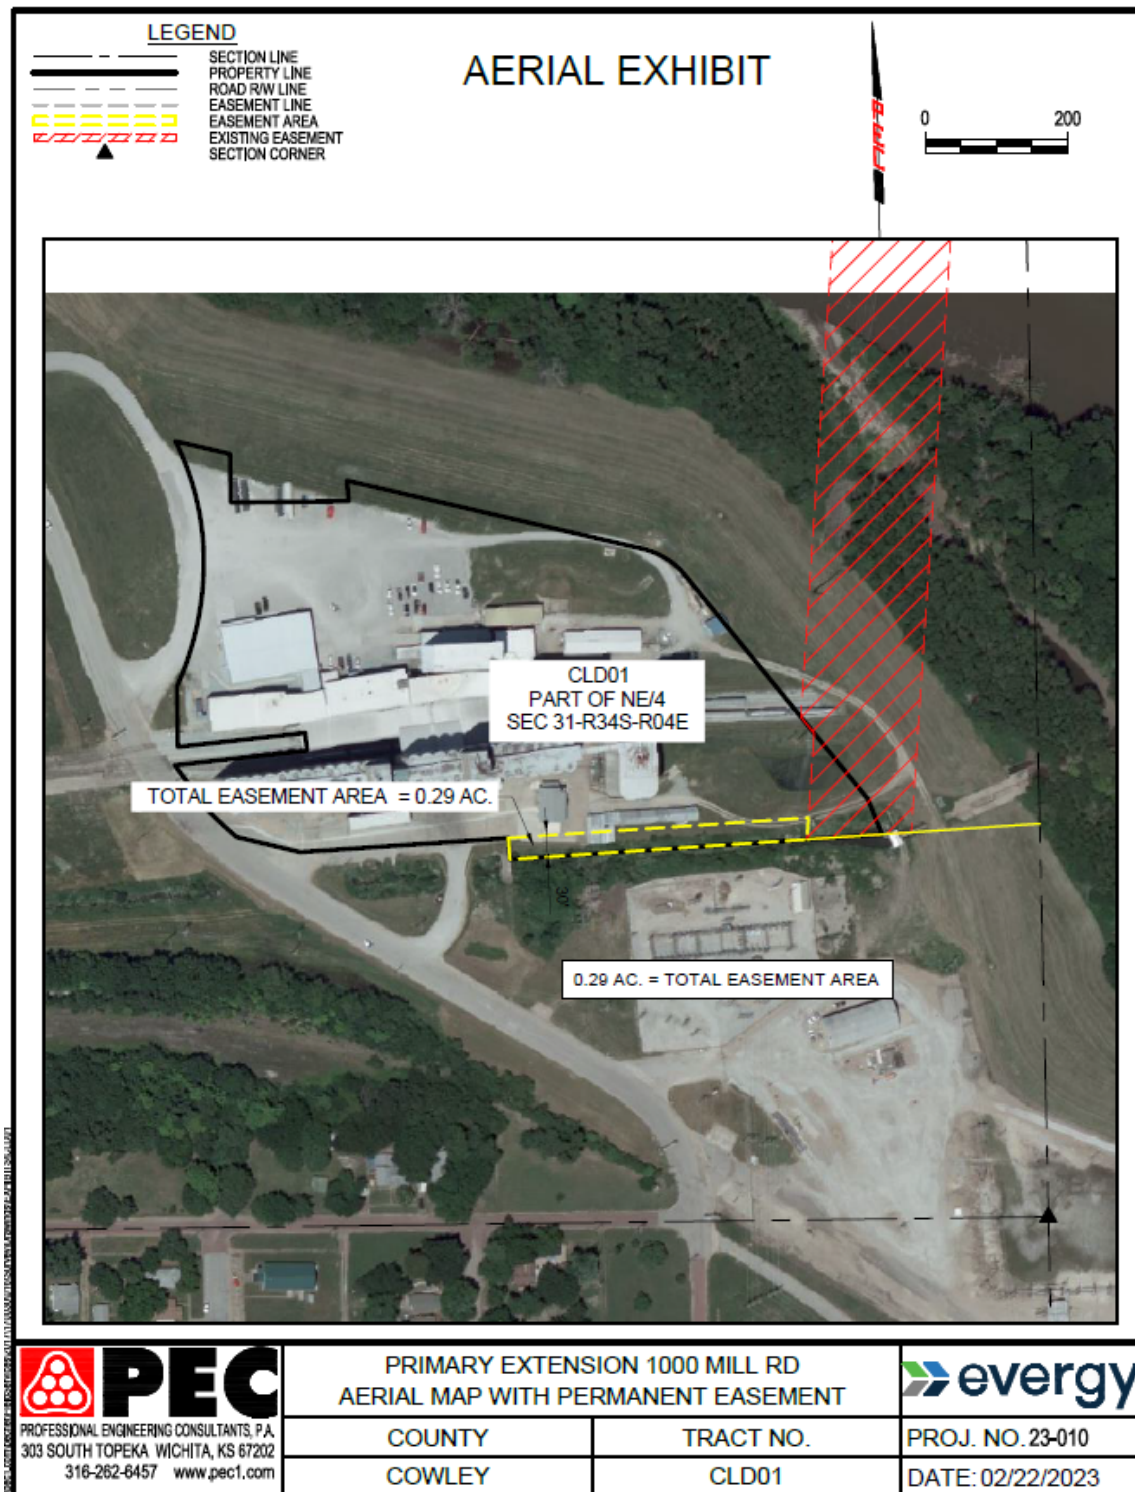 LEGEND
SECTION LINE
PROPERTY LINE
ROAD R/W LINE
EASEMENT LINE
EASEMENT AREA
EXISTING EASEMENT
SECTION CORNER
AERIAL EXHIBIT
0 200
CLD01
PART OF NE/4
SEC 31-R34S-R04E
TOTAL EASEMENT AREA = 0.29 AC.
30'
0.29 AC. = TOTAL EASEMENT AREA
PEC
PROFESSIONAL ENGINEERING CONSULTANTS, P.A.
303 SOUTH TOPEKA WICHITA, KS 67202
316-262-6457 www.pec1.com
PRIMARY EXTENSION 1000 MILL RD
AERIAL MAP WITH PERMANENT EASEMENT
COUNTY
TRACT NO.
COWLEY
CLD01
evergy
PROJ. NO. 23-010
DATE: 02/22/2023